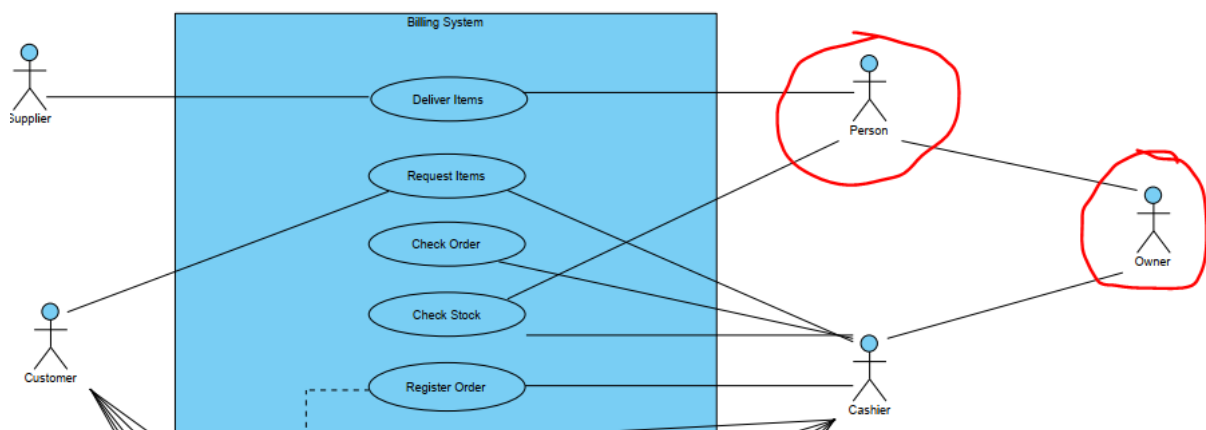 Billing System
Supplier
Deliver Items
Person
Request Items
Owner
Check Order
Check Stock
Customer
Register Order
Cashier